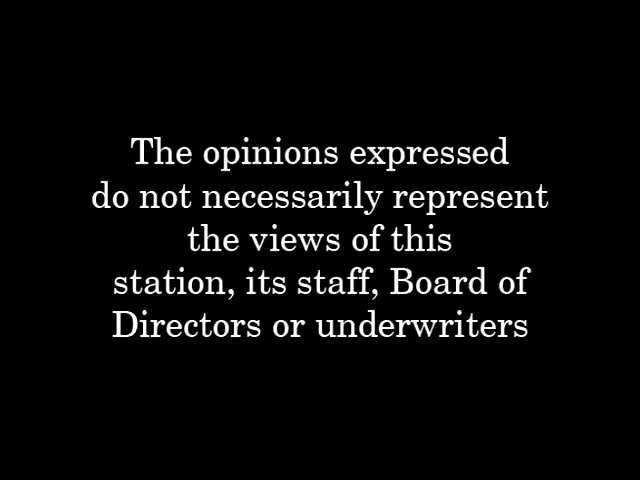 The opinions expressed
do not necessarily represent
the views of this
station, its staff, Board of
Directors or underwriters